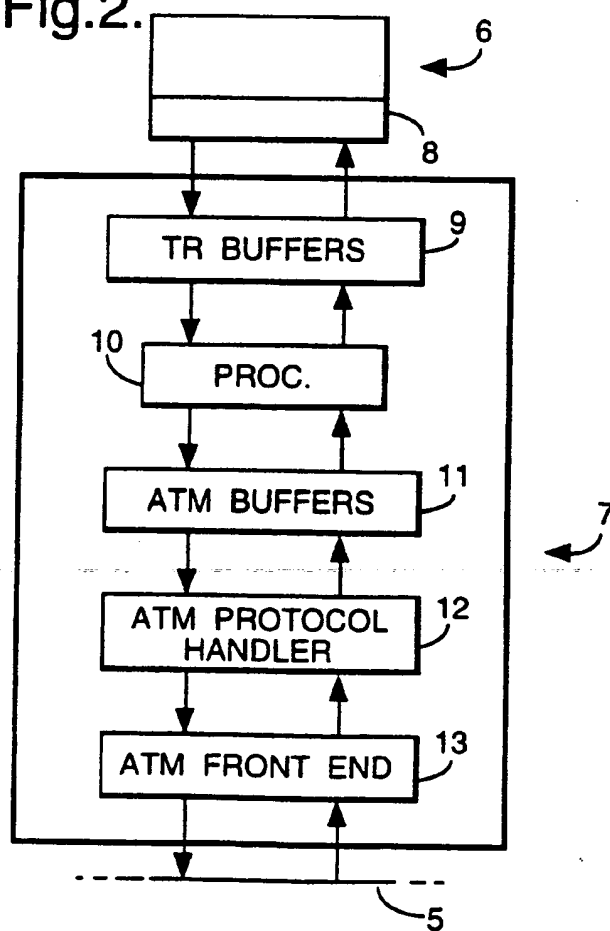 Fig.2.
6
8
TR BUFFERS
9
10
PROC.
ATM BUFFERS
11
7
ATM PROTOCOL
HANDLER
12
ATM FRONT END
13
5